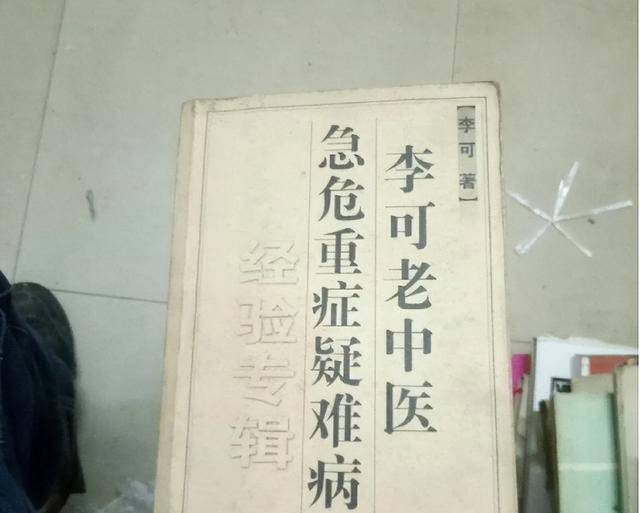 【李可著】
李可老中医
急危重症疑难病
经验专辑